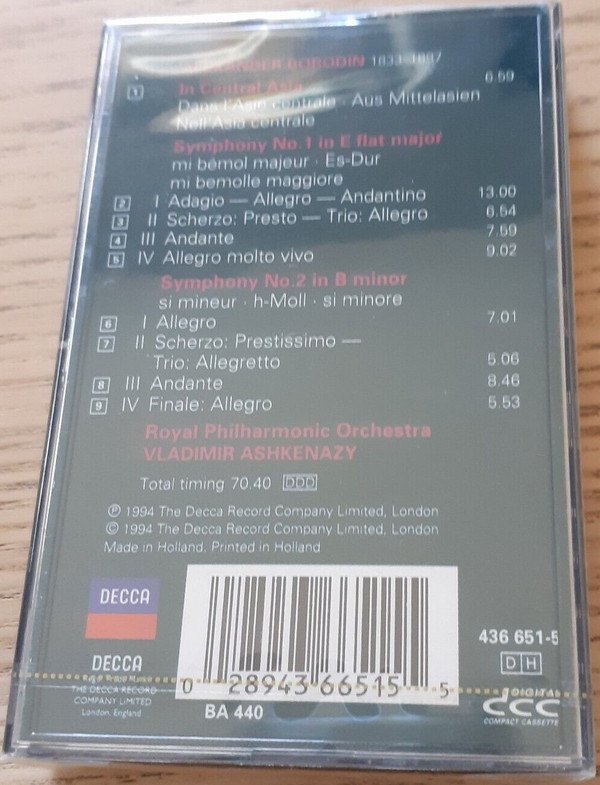 ALEXANDER BORODIN 1833-1887
1 In Central Asia 6.59
Dans l'Asie centrale · Aus Mittelasien
Nell'Asia centrale
Symphony No.1 in E flat major
mi bémol majeur · Es-Dur
mi bemolle maggiore
2 I Adagio — Allegro — Andantino 13.00
3 II Scherzo: Presto — Trio: Allegro 6.54
4 III Andante 7.59
5 IV Allegro molto vivo 9.02
Symphony No.2 in B minor
si mineur · h-Moll · si minore
6 I Allegro 7.01
7 II Scherzo: Prestissimo —
Trio: Allegretto 5.06
8 III Andante 8.46
9 IV Finale: Allegro 5.53
Royal Philharmonic Orchestra
VLADIMIR ASHKENAZY
Total timing 70.40 DDD
℗ 1994 The Decca Record Company Limited, London
© 1994 The Decca Record Company Limited, London
Made in Holland. Printed in Holland
DECCA
DECCA
THE DECCA RECORD
COMPANY LIMITED
London, England
0 28943 66515 5
BA 440
436 651-5
DH
DIGITAL
CCC
COMPACT CASSETTE